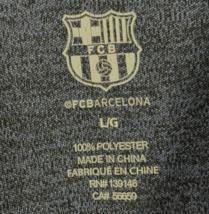 FCB
@FCBARCELONA
L/G
100% POLYESTER
MADE IN CHINA
FABRIQUÉ EN CHINE
RN# 139146
CA# 56659